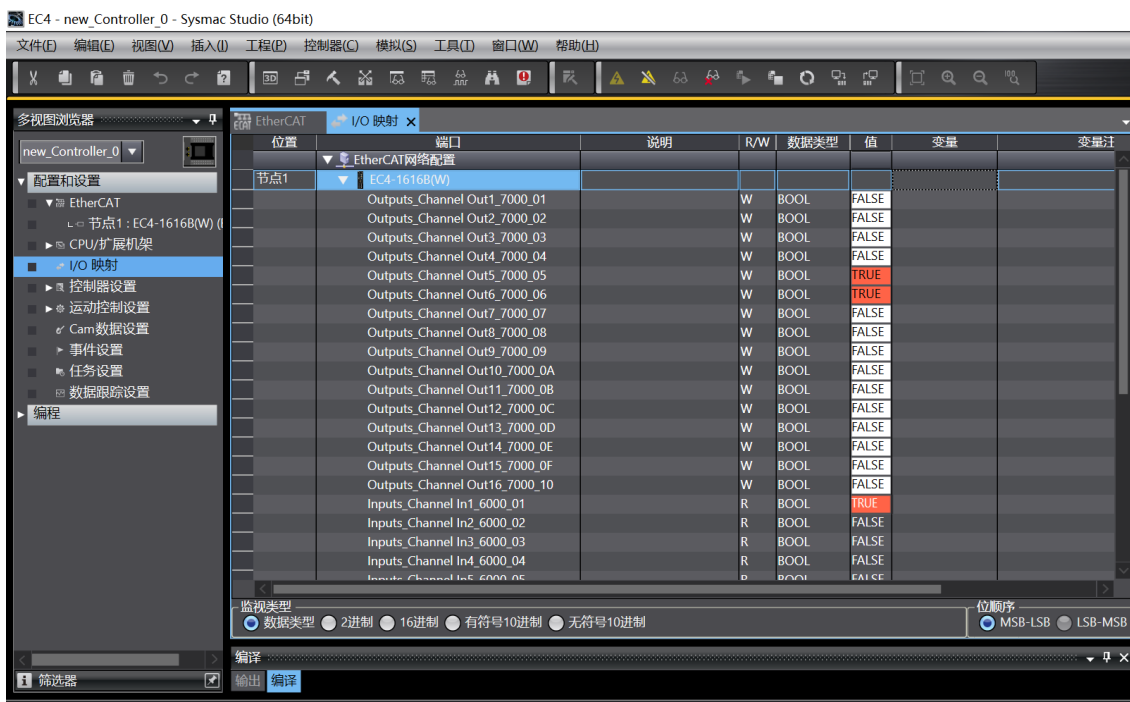 EC4 - new_Controller_0 - Sysmac Studio (64bit)
文件(F) 编辑(E) 视图(V) 插入(I) 工程(P) 控制器(C) 模拟(S) 工具(T) 窗口(W) 帮助(H)
多视图浏览器
new_Controller_0
配置和设置
EtherCAT
节点1 : EC4-1616B(W) (
CPU/扩展机架
I/O 映射
控制器设置
运动控制设置
Cam数据设置
事件设置
任务设置
数据跟踪设置
编程
筛选器
EtherCAT I/O 映射
位置 端口 说明 R/W 数据类型 值 变量 变量注
EtherCAT网络配置
节点1 EC4-1616B(W)
Outputs_Channel Out1_7000_01 W BOOL FALSE
Outputs_Channel Out2_7000_02 W BOOL FALSE
Outputs_Channel Out3_7000_03 W BOOL FALSE
Outputs_Channel Out4_7000_04 W BOOL FALSE
Outputs_Channel Out5_7000_05 W BOOL TRUE
Outputs_Channel Out6_7000_06 W BOOL TRUE
Outputs_Channel Out7_7000_07 W BOOL FALSE
Outputs_Channel Out8_7000_08 W BOOL FALSE
Outputs_Channel Out9_7000_09 W BOOL FALSE
Outputs_Channel Out10_7000_0A W BOOL FALSE
Outputs_Channel Out11_7000_0B W BOOL FALSE
Outputs_Channel Out12_7000_0C W BOOL FALSE
Outputs_Channel Out13_7000_0D W BOOL FALSE
Outputs_Channel Out14_7000_0E W BOOL FALSE
Outputs_Channel Out15_7000_0F W BOOL FALSE
Outputs_Channel Out16_7000_10 W BOOL FALSE
Inputs_Channel In1_6000_01 R BOOL TRUE
Inputs_Channel In2_6000_02 R BOOL FALSE
Inputs_Channel In3_6000_03 R BOOL FALSE
Inputs_Channel In4_6000_04 R BOOL FALSE
Inputs_Channel In5_6000_05 R BOOL FALSE
监视类型
数据类型 2进制 16进制 有符号10进制 无符号10进制
位顺序
MSB-LSB LSB-MSB
编译
输出 编译